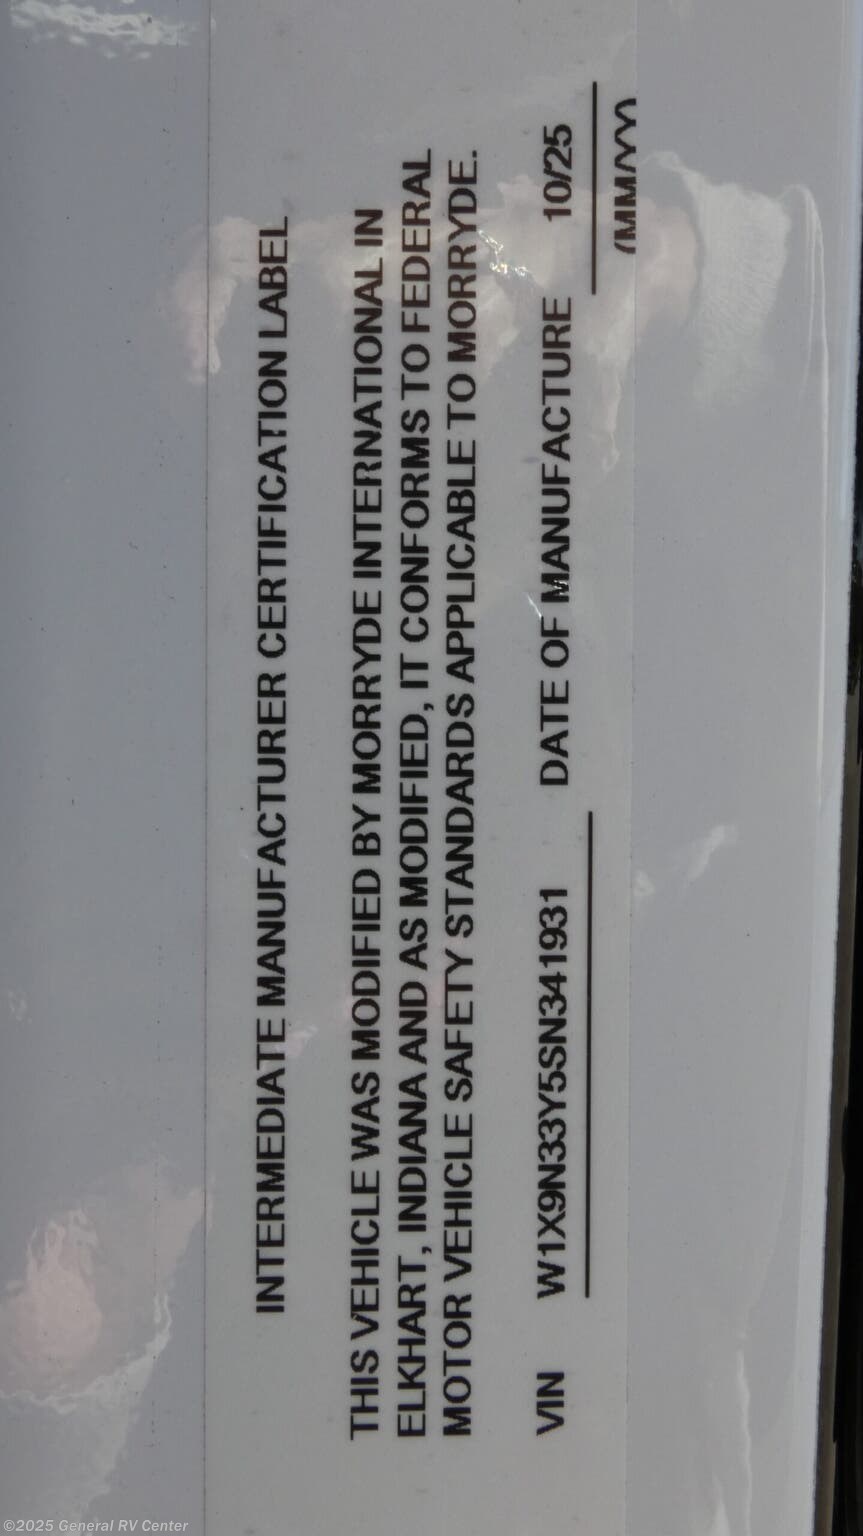 INTERMEDIATE MANUFACTURER CERTIFICATION LABEL
THIS VEHICLE WAS MODIFIED BY MORRYDE INTERNATIONAL IN
ELKHART, INDIANA AND AS MODIFIED, IT CONFORMS TO FEDERAL
MOTOR VEHICLE SAFETY STANDARDS APPLICABLE TO MORRYDE.
VIN W1X9N33Y5SN341931 DATE OF MANUFACTURE 10/25
(MM/YY)
©2025 General RV Center